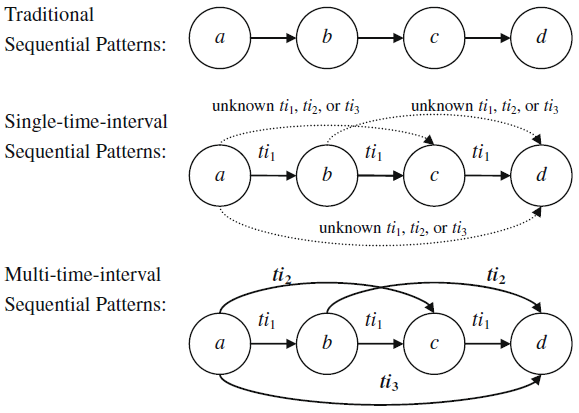 Traditional
Sequential Patterns:
a b c d
unknown ti₁, ti₂, or ti₃ unknown ti₁, ti₂, or ti₃
Single-time-interval
Sequential Patterns:
ti₁ ti₁ ti₁
a b c d
unknown ti₁, ti₂, or ti₃
Multi-time-interval
Sequential Patterns:
ti₂ ti₂
ti₁ ti₁ ti₁
a b c d
ti₃